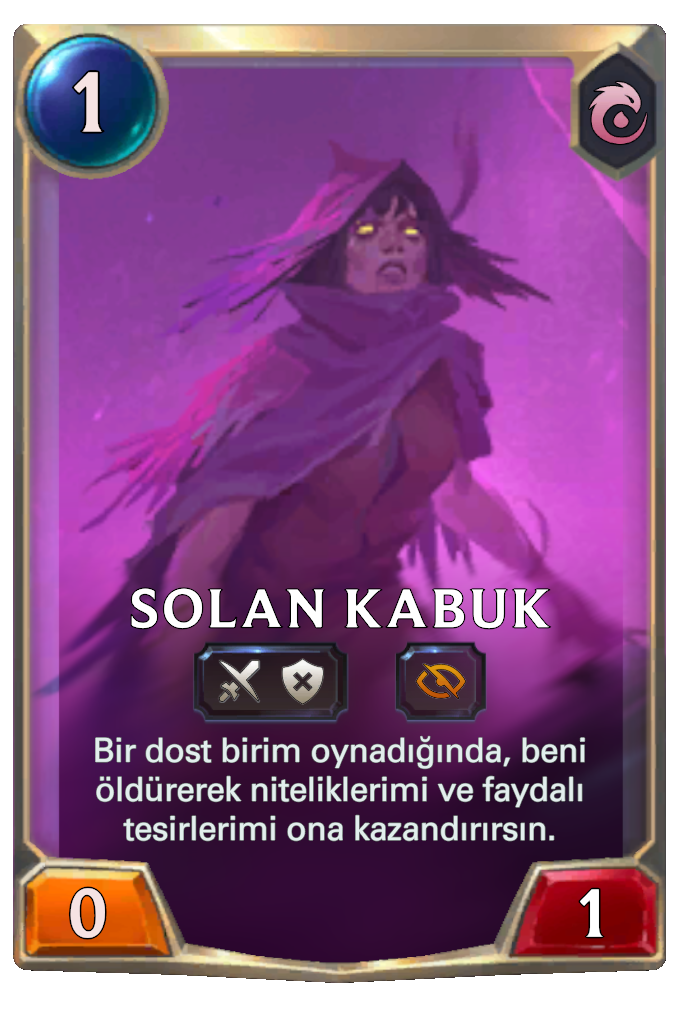 1
SOLAN KABUK
Bir dost birim oynadığında, beni
öldürerek niteliklerimi ve faydalı
tesirlerimi ona kazandırırsın.
0
1